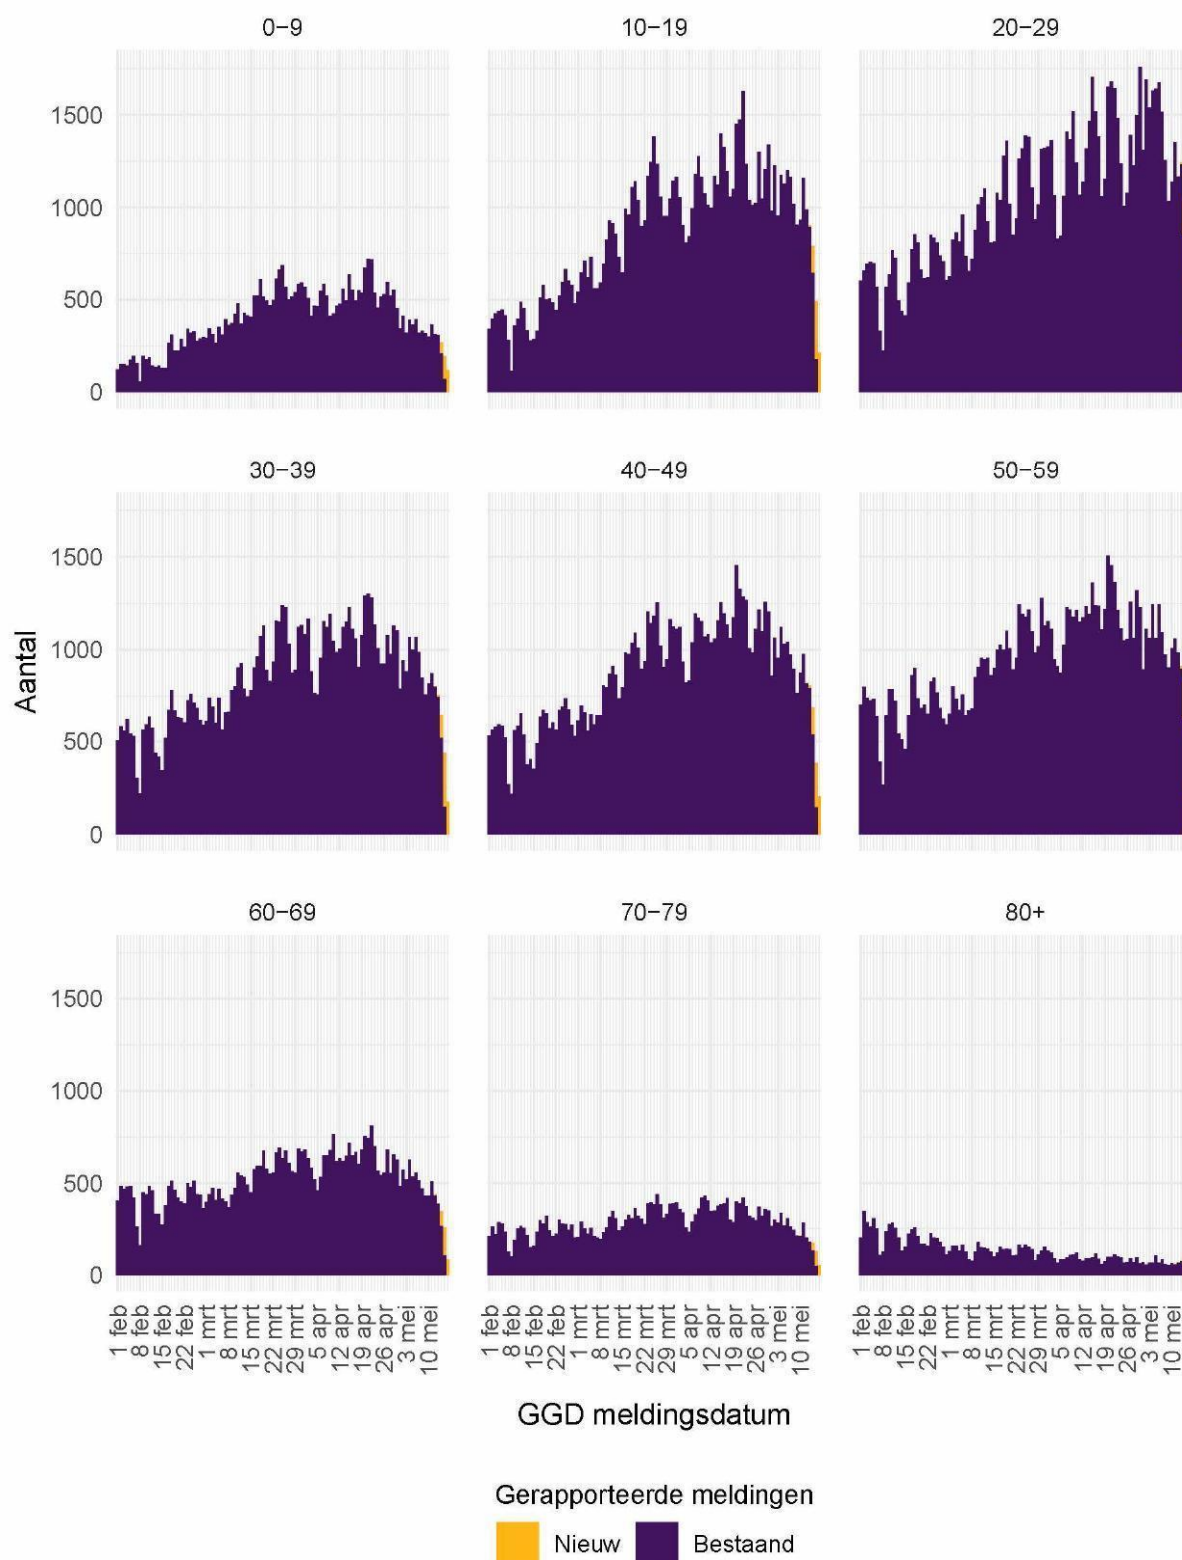 0-9 10-19 20-29
1500
1000
500
0
30-39 40-49 50-59
1500
1000
500
0
60-69 70-79 80+
1500
1000
500
0
Aantal
1 feb 8 feb 15 feb 22 feb 1 mrt 8 mrt 15 mrt 22 mrt 29 mrt 5 apr 12 apr 19 apr 26 apr 3 mei 10 mei
1 feb 8 feb 15 feb 22 feb 1 mrt 8 mrt 15 mrt 22 mrt 29 mrt 5 apr 12 apr 19 apr 26 apr 3 mei 10 mei
1 feb 8 feb 15 feb 22 feb 1 mrt 8 mrt 15 mrt 22 mrt 29 mrt 5 apr 12 apr 19 apr 26 apr 3 mei 10 mei
GGD meldingsdatum
Gerapporteerde meldingen
Nieuw Bestaand